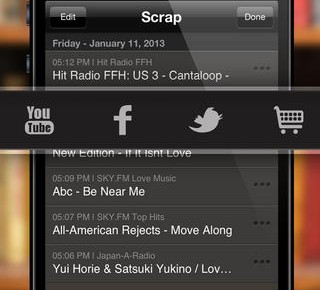 Edit
Scrap
Done
Friday - January 11, 2013
05:12 PM I Hit Radio FFH
Hit Radio FFH: US 3 - Cantaloop -
You
Tube
New Edition - If It Isnt Love
05:09 PM I SKY.FM Love Music
Abc - Be Near Me
05:07 PM I SKY.FM Top Hits
All-American Rejects - Move Along
05:06 PM I Japan-A-Radio
Yui Horie & Satsuki Yukino / Lov…